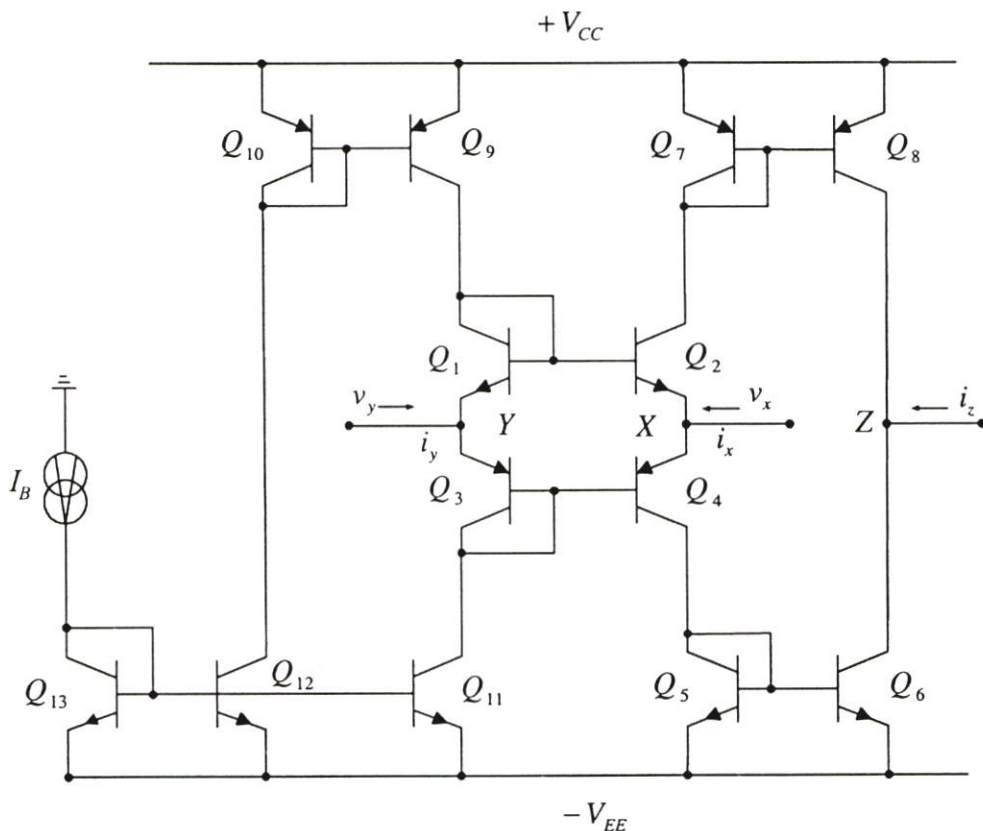 + V_CC
Q_10
Q_9
Q_7
Q_8
Q_1
Q_2
v_y
Y
X
v_x
Z
i_z
i_y
i_x
I_B
Q_3
Q_4
Q_13
Q_12
Q_11
Q_5
Q_6
− V_EE